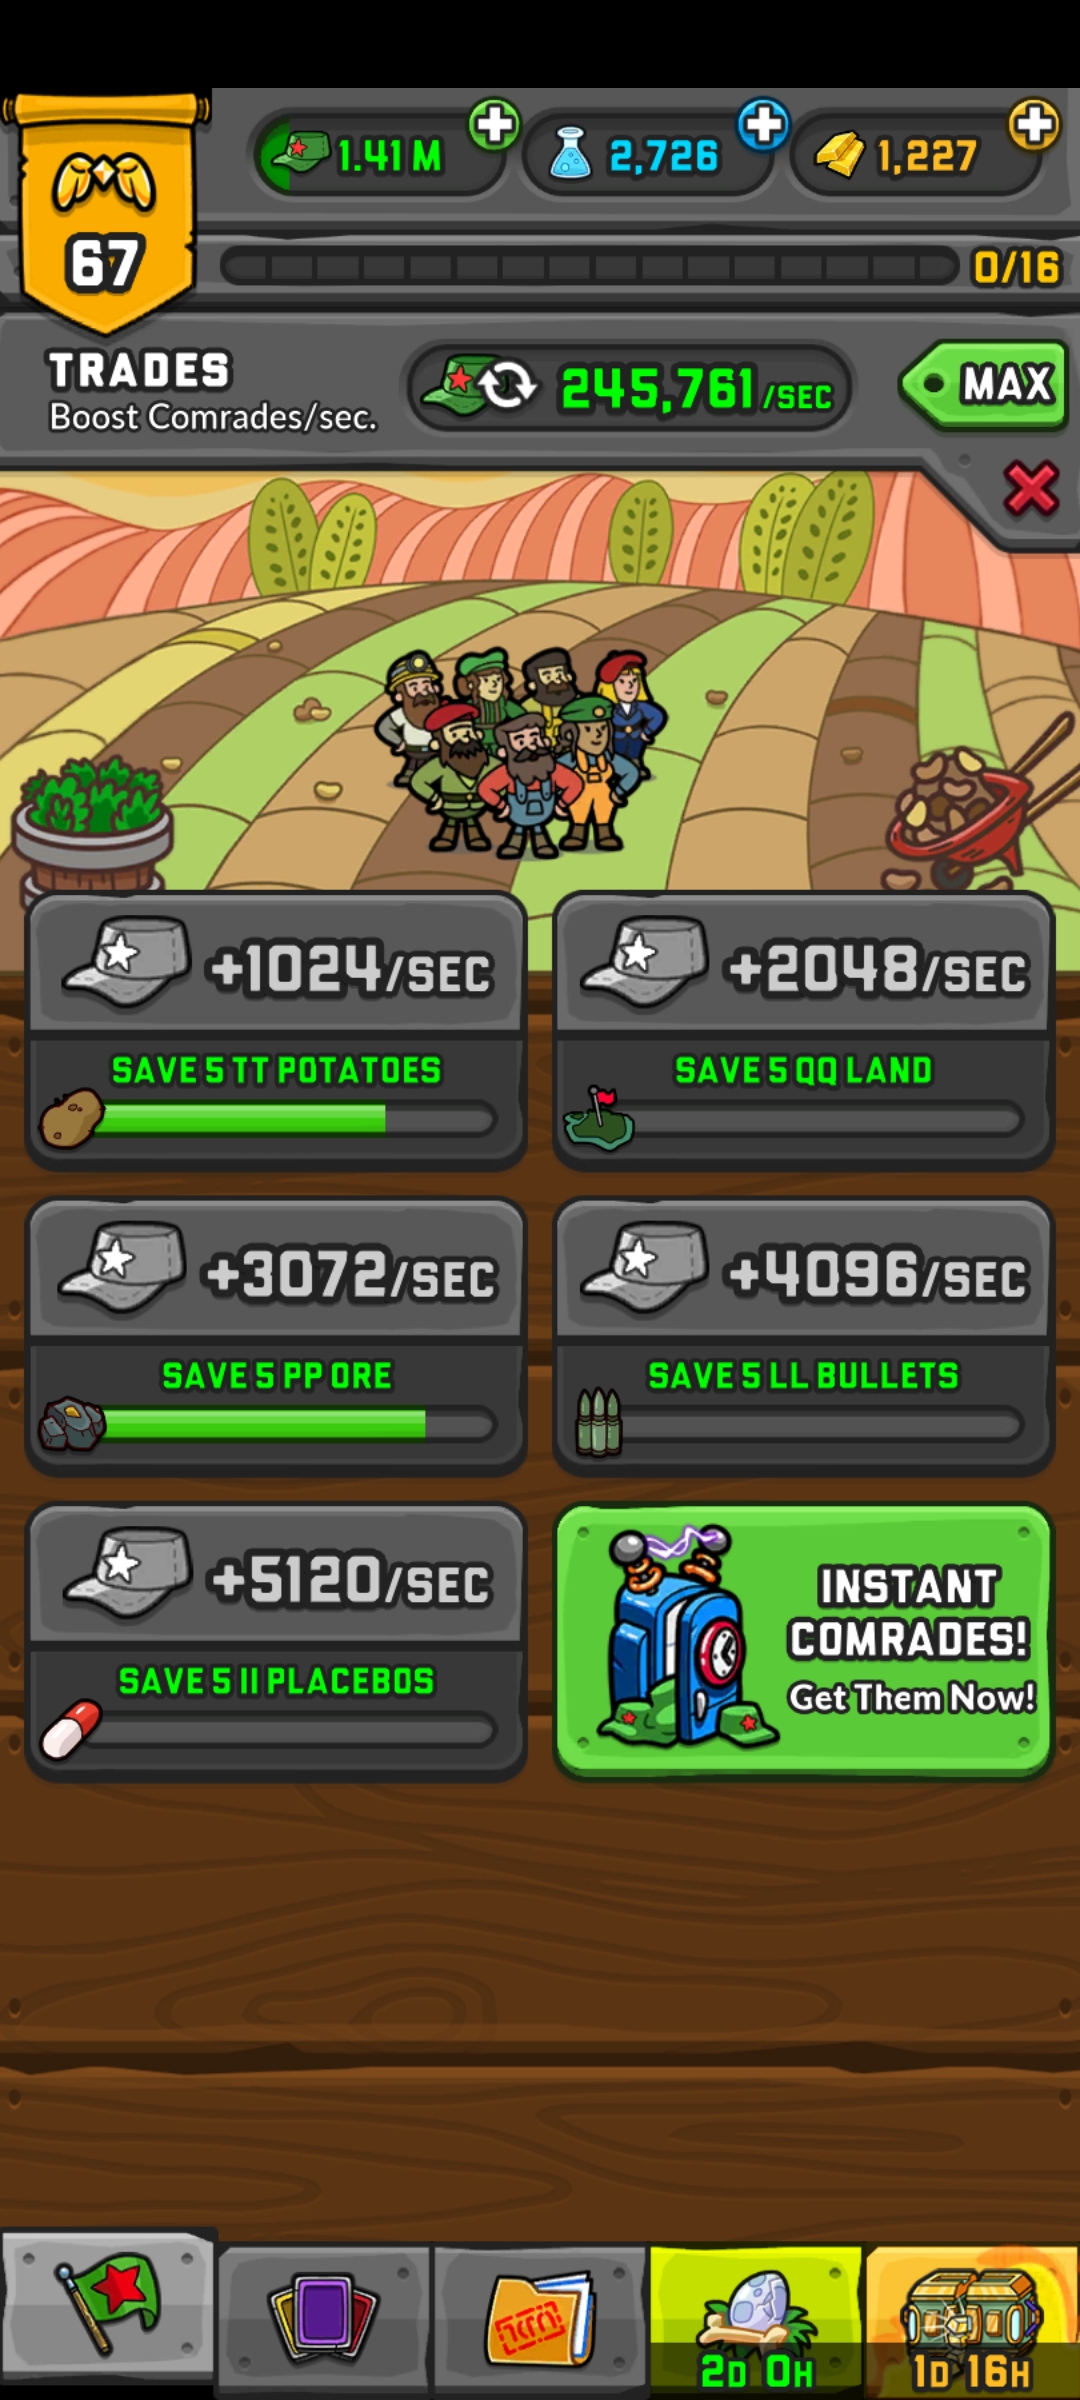 1.41 M
2,726
1,227
67
0/16
TRADES
Boost Comrades/sec.
245,761/SEC
MAX
+1024/SEC
+2048/SEC
SAVE 5 TT POTATOES
SAVE 5 QQ LAND
+3072/SEC
+4096/SEC
SAVE 5 PP ORE
SAVE 5 LL BULLETS
+5120/SEC
INSTANT
COMRADES!
Get Them Now!
SAVE 5 II PLACEBOS
2D 0H
1D 16H